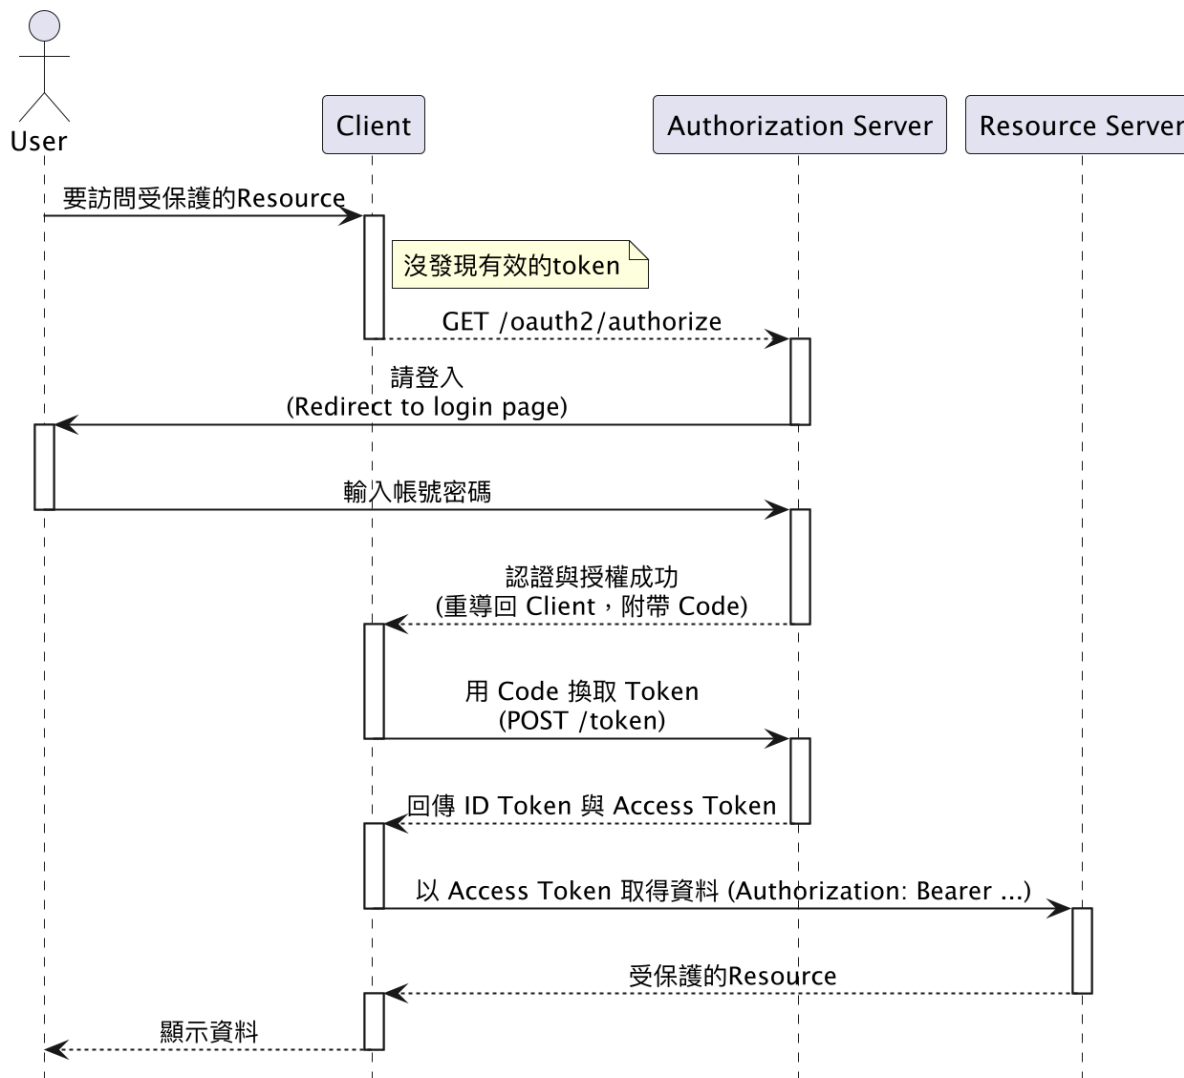 User
Client
Authorization Server
Resource Server
要訪問受保護的Resource
沒發現有效的token
GET /oauth2/authorize
請登入
(Redirect to login page)
輸入帳號密碼
認證與授權成功
(重導回 Client，附帶 Code)
用 Code 換取 Token
(POST /token)
回傳 ID Token 與 Access Token
以 Access Token 取得資料 (Authorization: Bearer ...)
受保護的Resource
顯示資料